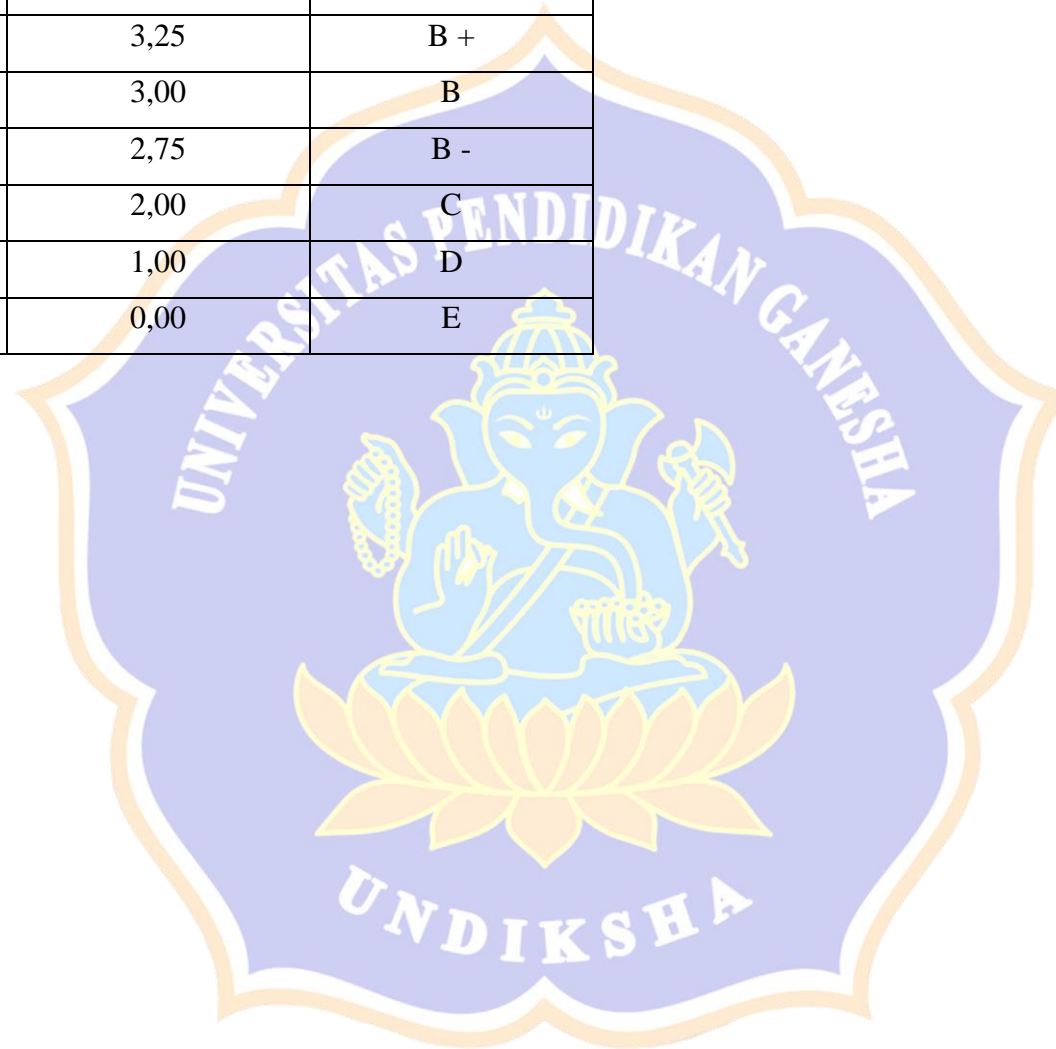 3,25 B +
3,00 B
2,75 B -
2,00 C
1,00 D
0,00 E
UNIVERSITAS PENDIDIKAN GANESHA
UNDIKSHA